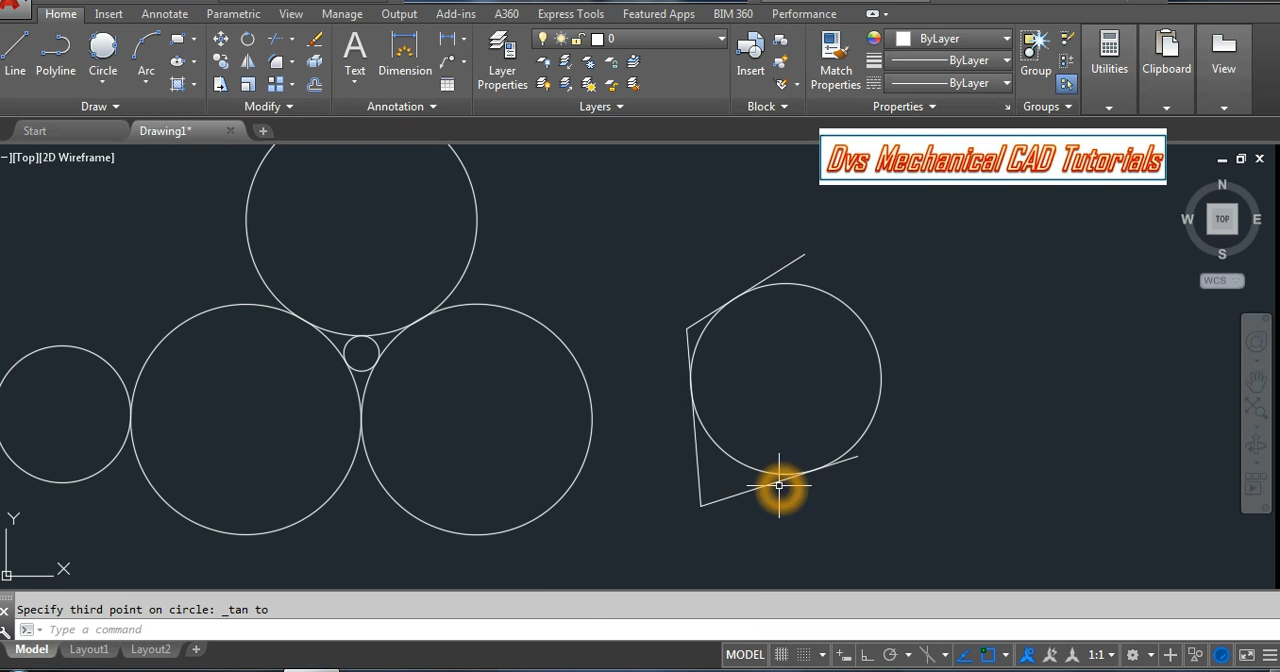 Home Insert Annotate Parametric View Manage Output Add-ins A360 Express Tools Featured Apps BIM 360 Performance
Line Polyline Circle Arc Text Dimension Layer Properties 0 Insert Match Properties ByLayer ByLayer ByLayer Group Utilities Clipboard View
Draw Modify Annotation Layers Block Properties Groups
Start Drawing1* +
−][Top][2D Wireframe]
Dvs Mechanical CAD Tutorials
N
W TOP E
S
WCS
Y
X
Specify third point on circle: _tan to
Type a command
Model Layout1 Layout2 +
MODEL 1:1